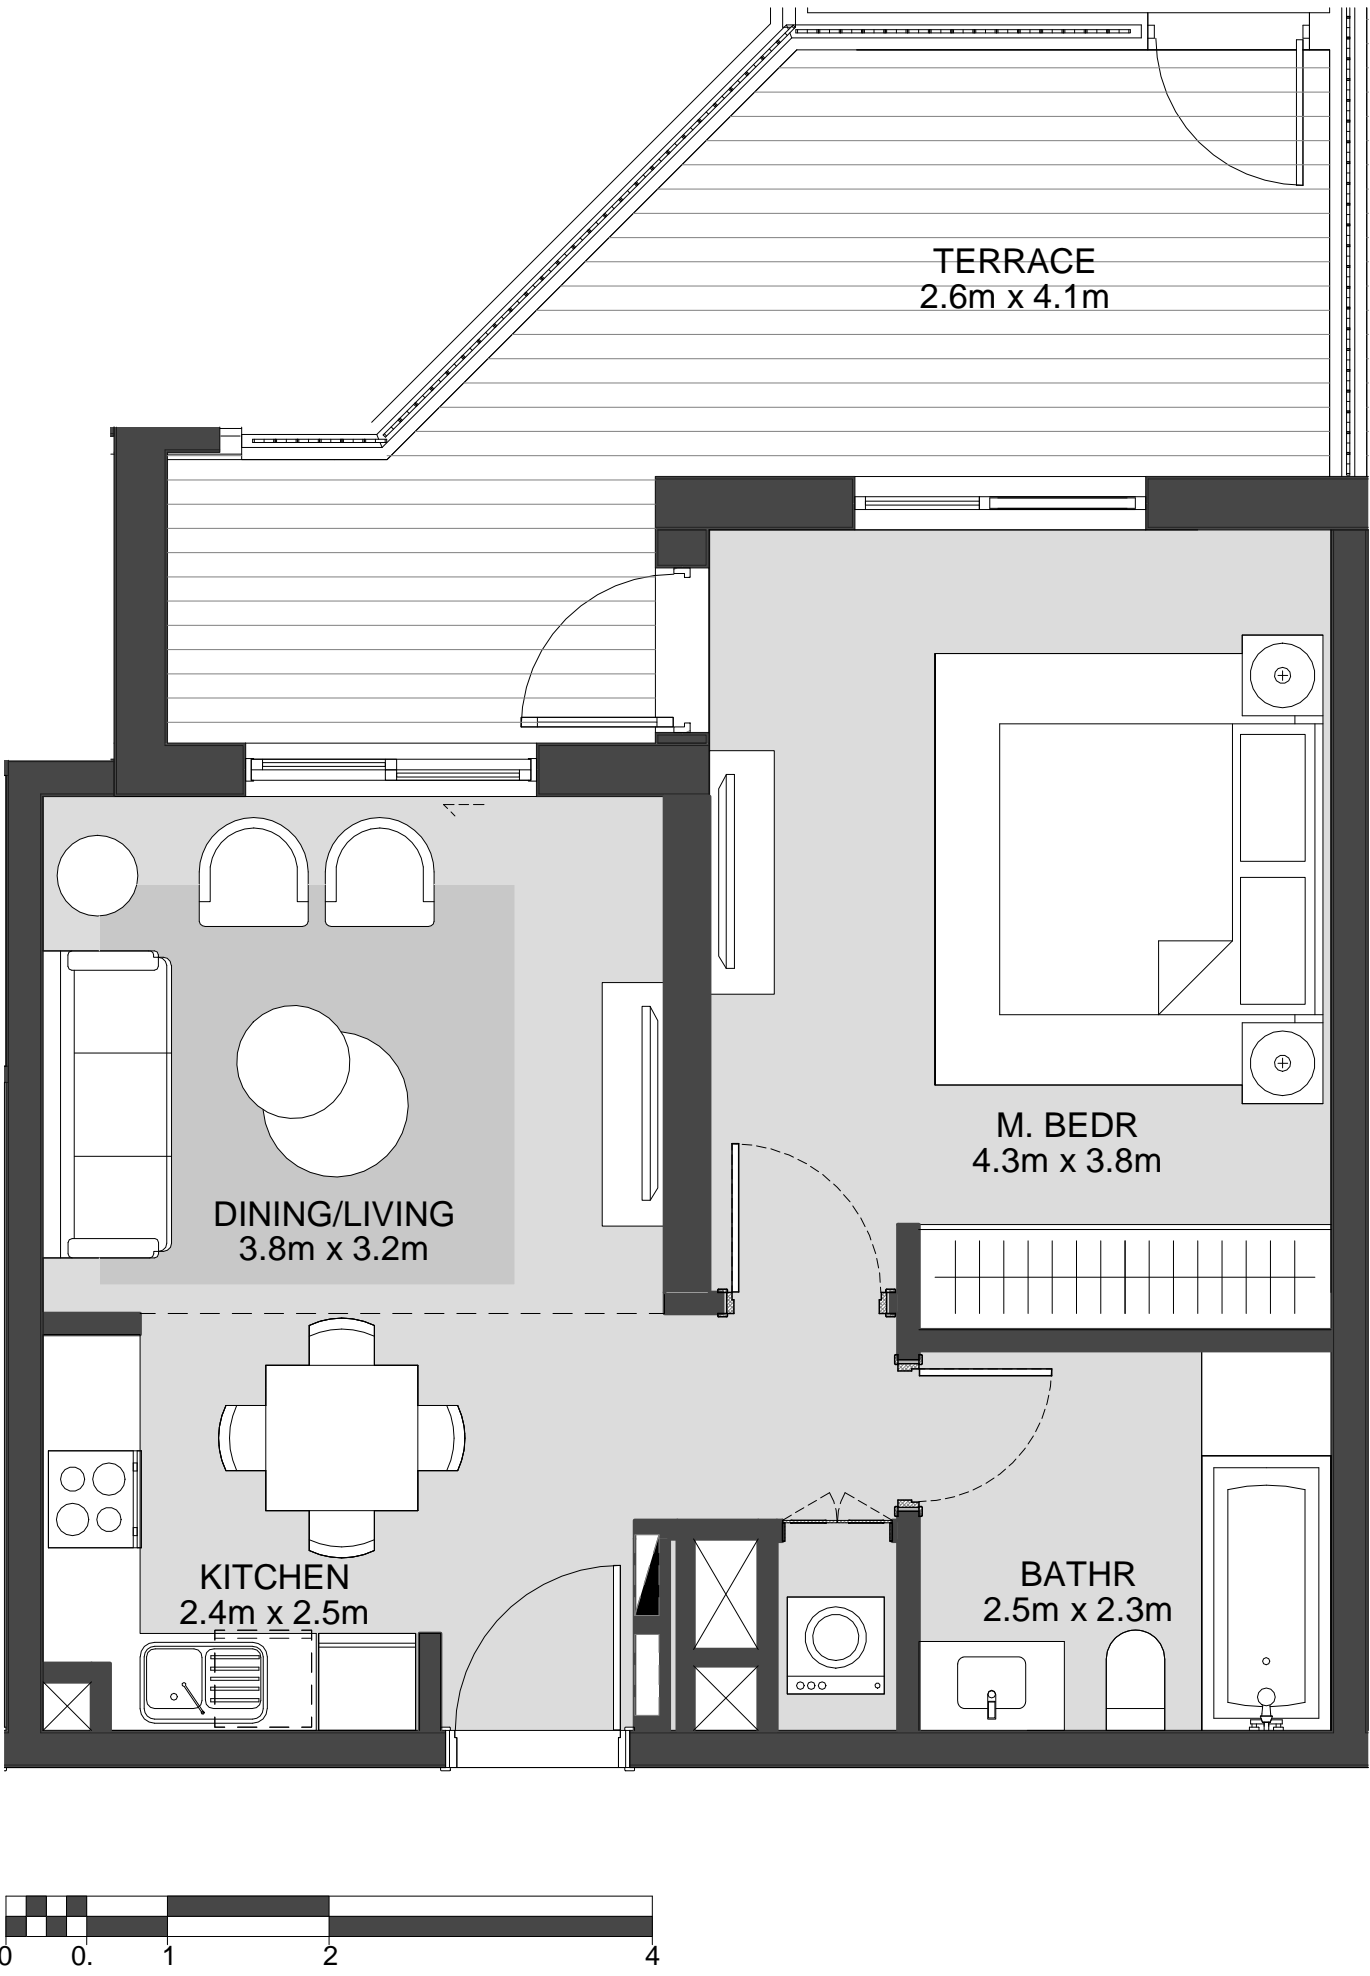 TERRACE
2.6m x 4.1m
M. BEDR
4.3m x 3.8m
DINING/LIVING
3.8m x 3.2m
KITCHEN
2.4m x 2.5m
BATHR
2.5m x 2.3m
0 0. 1 2 4